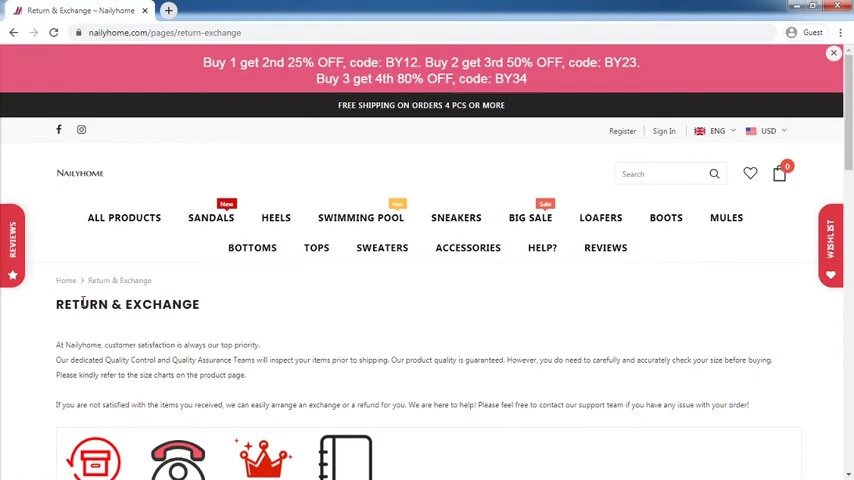 Return & Exchange – Nailyhome
nailyhome.com/pages/return-exchange
Guest
Buy 1 get 2nd 25% OFF, code: BY12. Buy 2 get 3rd 50% OFF, code: BY23.
Buy 3 get 4th 80% OFF, code: BY34
FREE SHIPPING ON ORDERS 4 PCS OR MORE
Register Sign In ENG USD
NAILYHOME
Search
0
New Hot Sale
ALL PRODUCTS SANDALS HEELS SWIMMING POOL SNEAKERS BIG SALE LOAFERS BOOTS MULES
BOTTOMS TOPS SWEATERS ACCESSORIES HELP? REVIEWS
REVIEWS
WISHLIST
Home > Return & Exchange
RETURN & EXCHANGE
At Nailyhome, customer satisfaction is always our top priority.
Our dedicated Quality Control and Quality Assurance Teams will inspect your items prior to shipping. Our product quality is guaranteed. However, you do need to carefully and accurately check your size before buying.
Please kindly refer to the size charts on the product page.
If you are not satisfied with the items you received, we can easily arrange an exchange or a refund for you. We are here to help! Please feel free to contact our support team if you have any issue with your order!